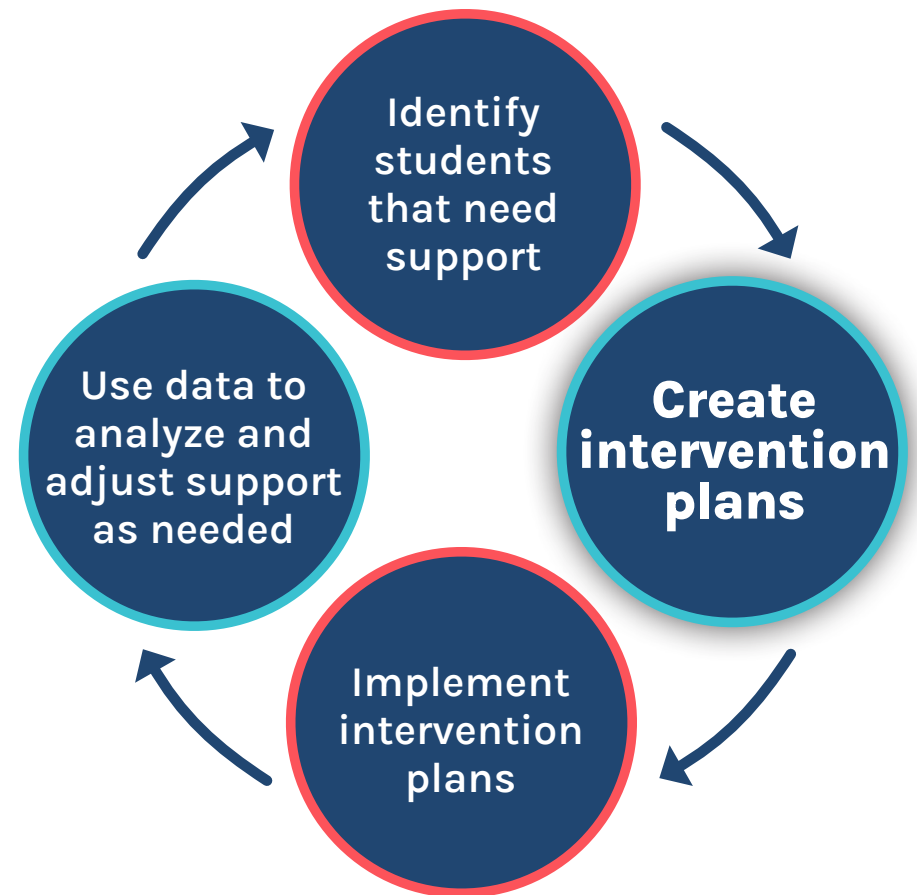 Identify
students
that need
support
Create
intervention
plans
Implement
intervention
plans
Use data to
analyze and
adjust support
as needed